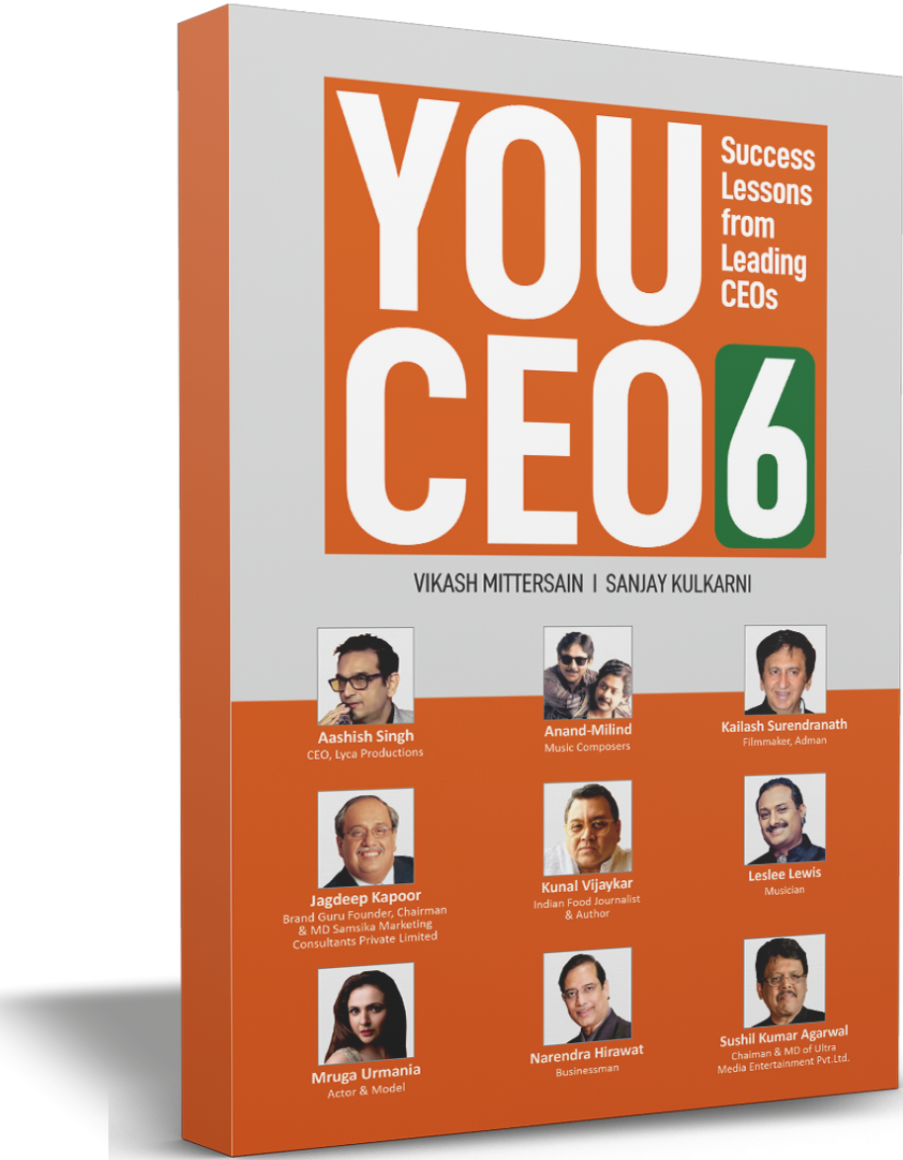 YOU
Success
Lessons
from
Leading
CEOs
CEO 6
VIKASH MITTERSAIN I SANJAY KULKARNI
Aashish Singh
CEO, Lyca Productions
Anand-Milind
Music Composers
Kailash Surendranath
Filmmaker, Adman
Jagdeep Kapoor
Brand Guru Founder, Chairman
& MD Samsika Marketing
Consultants Private Limited
Kunal Vijaykar
Indian Food Journalist
& Author
Leslee Lewis
Musician
Mruga Urmania
Actor & Model
Narendra Hirawat
Businessman
Sushil Kumar Agarwal
Chaiman & MD of Ultra
Media Entertainment Pvt.Ltd.